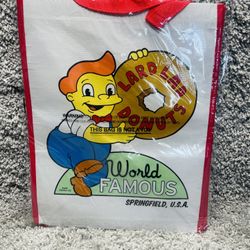 LARD LAD
DONUTS
THIS BAG IS NOT A TOY
World
FAMOUS
SPRINGFIELD, U.S.A.